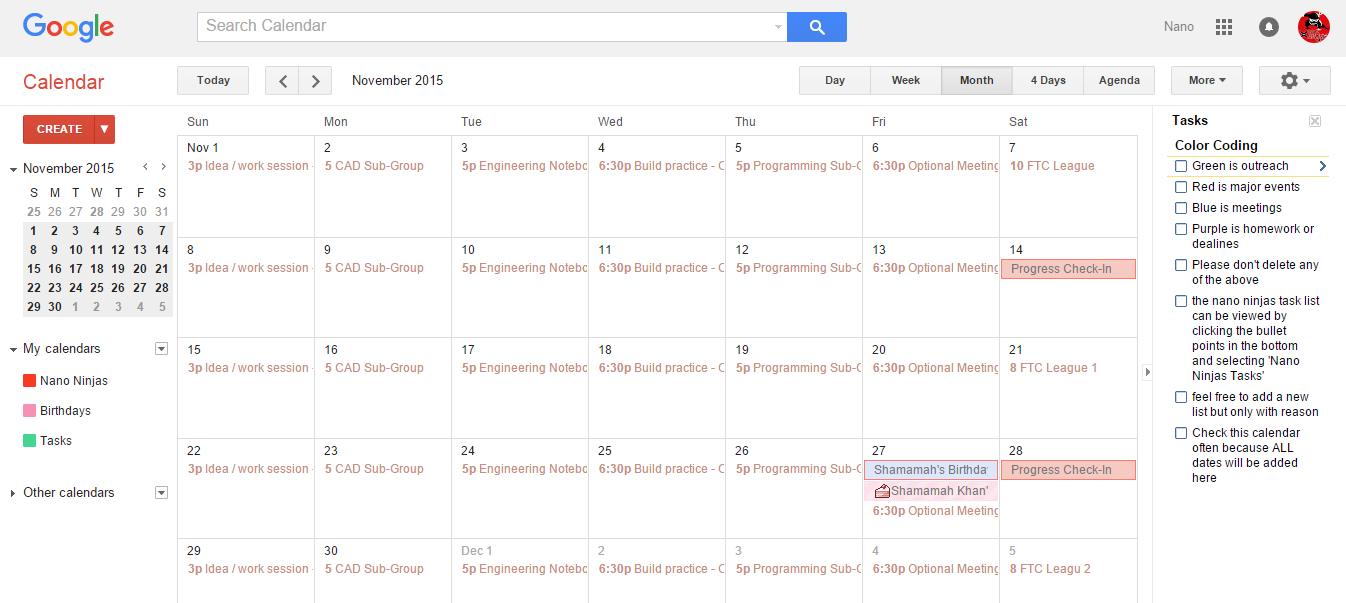 Google
Search Calendar
Nano
Calendar
Today
November 2015
Day Week Month 4 Days Agenda
More
CREATE
November 2015
S M T W T F S
25 26 27 28 29 30 31
1 2 3 4 5 6 7
8 9 10 11 12 13 14
15 16 17 18 19 20 21
22 23 24 25 26 27 28
29 30 1 2 3 4 5
My calendars
Nano Ninjas
Birthdays
Tasks
Other calendars
Sun Mon Tue Wed Thu Fri Sat
Nov 1 2 3 4 5 6 7
3p Idea / work session 5 CAD Sub-Group 5p Engineering Notebo 6:30p Build practice - C 5p Programming Sub-G 6:30p Optional Meeting 10 FTC League
8 9 10 11 12 13 14
3p Idea / work session 5 CAD Sub-Group 5p Engineering Notebo 6:30p Build practice - C 5p Programming Sub-G 6:30p Optional Meeting Progress Check-In
15 16 17 18 19 20 21
3p Idea / work session 5 CAD Sub-Group 5p Engineering Notebo 6:30p Build practice - C 5p Programming Sub-G 6:30p Optional Meeting 8 FTC League 1
22 23 24 25 26 27 28
3p Idea / work session 5 CAD Sub-Group 5p Engineering Notebo 6:30p Build practice - C 5p Programming Sub-G Shamamah's Birthda Progress Check-In
Shamamah Khan'
6:30p Optional Meeting
29 30 Dec 1 2 3 4 5
3p Idea / work session 5 CAD Sub-Group 5p Engineering Notebo 6:30p Build practice - C 5p Programming Sub-G 6:30p Optional Meeting 8 FTC Leagu 2
Tasks
Color Coding
Green is outreach
Red is major events
Blue is meetings
Purple is homework or
dealines
Please don't delete any
of the above
the nano ninjas task list
can be viewed by
clicking the bullet
points in the bottom
and selecting 'Nano
Ninjas Tasks'
feel free to add a new
list but only with reason
Check this calendar
often because ALL
dates will be added
here